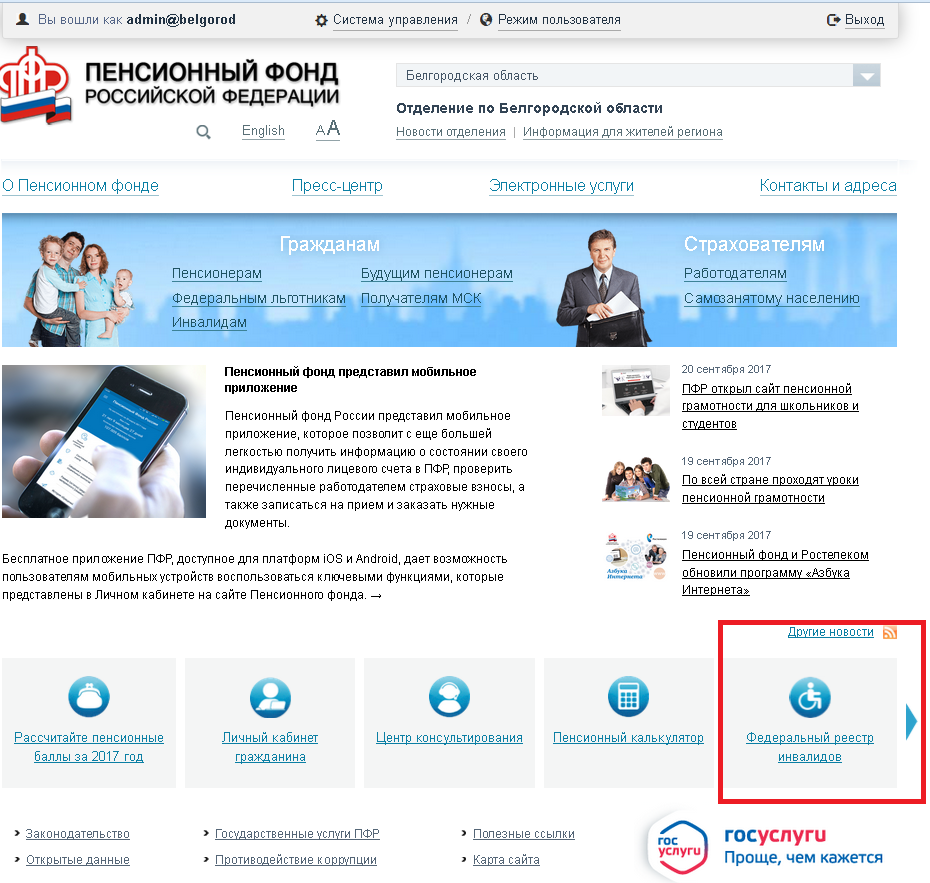 Вы вошли как admin@belgorod
Система управления / Режим пользователя
Выход
ПЕНСИОННЫЙ ФОНД
РОССИЙСКОЙ ФЕДЕРАЦИИ
English
АА
Белгородская область
Отделение по Белгородской области
Новости отделения | Информация для жителей региона
О Пенсионном фонде
Пресс-центр
Электронные услуги
Контакты и адреса
Гражданам
Пенсионерам
Будущим пенсионерам
Федеральным льготникам
Получателям МСК
Инвалидам
Страхователям
Работодателям
Самозанятому населению
Пенсионный фонд представил мобильное
приложение
Пенсионный фонд России представил мобильное
приложение, которое позволит с еще большей
легкостью получить информацию о состоянии своего
индивидуального лицевого счета в ПФР, проверить
перечисленные работодателем страховые взносы, а
также записаться на прием и заказать нужные
документы.
Бесплатное приложение ПФР, доступное для платформ iOS и Android, дает возможность
пользователям мобильных устройств воспользоваться ключевыми функциями, которые
представлены в Личном кабинете на сайте Пенсионного фонда. →
20 сентября 2017
ПФР открыл сайт пенсионной
грамотности для школьников и
студентов
19 сентября 2017
По всей стране проходят уроки
пенсионной грамотности
Азбука
Интернета
19 сентября 2017
Пенсионный фонд и Ростелеком
обновили программу «Азбука
Интернета»
Другие новости
Рассчитайте пенсионные
баллы за 2017 год
Личный кабинет
гражданина
Центр консультирования
Пенсионный калькулятор
Федеральный реестр
инвалидов
Законодательство
Государственные услуги ПФР
Полезные ссылки
Открытые данные
Противодействие коррупции
Карта сайта
гос
услуги
госуслуги
Проще, чем кажется